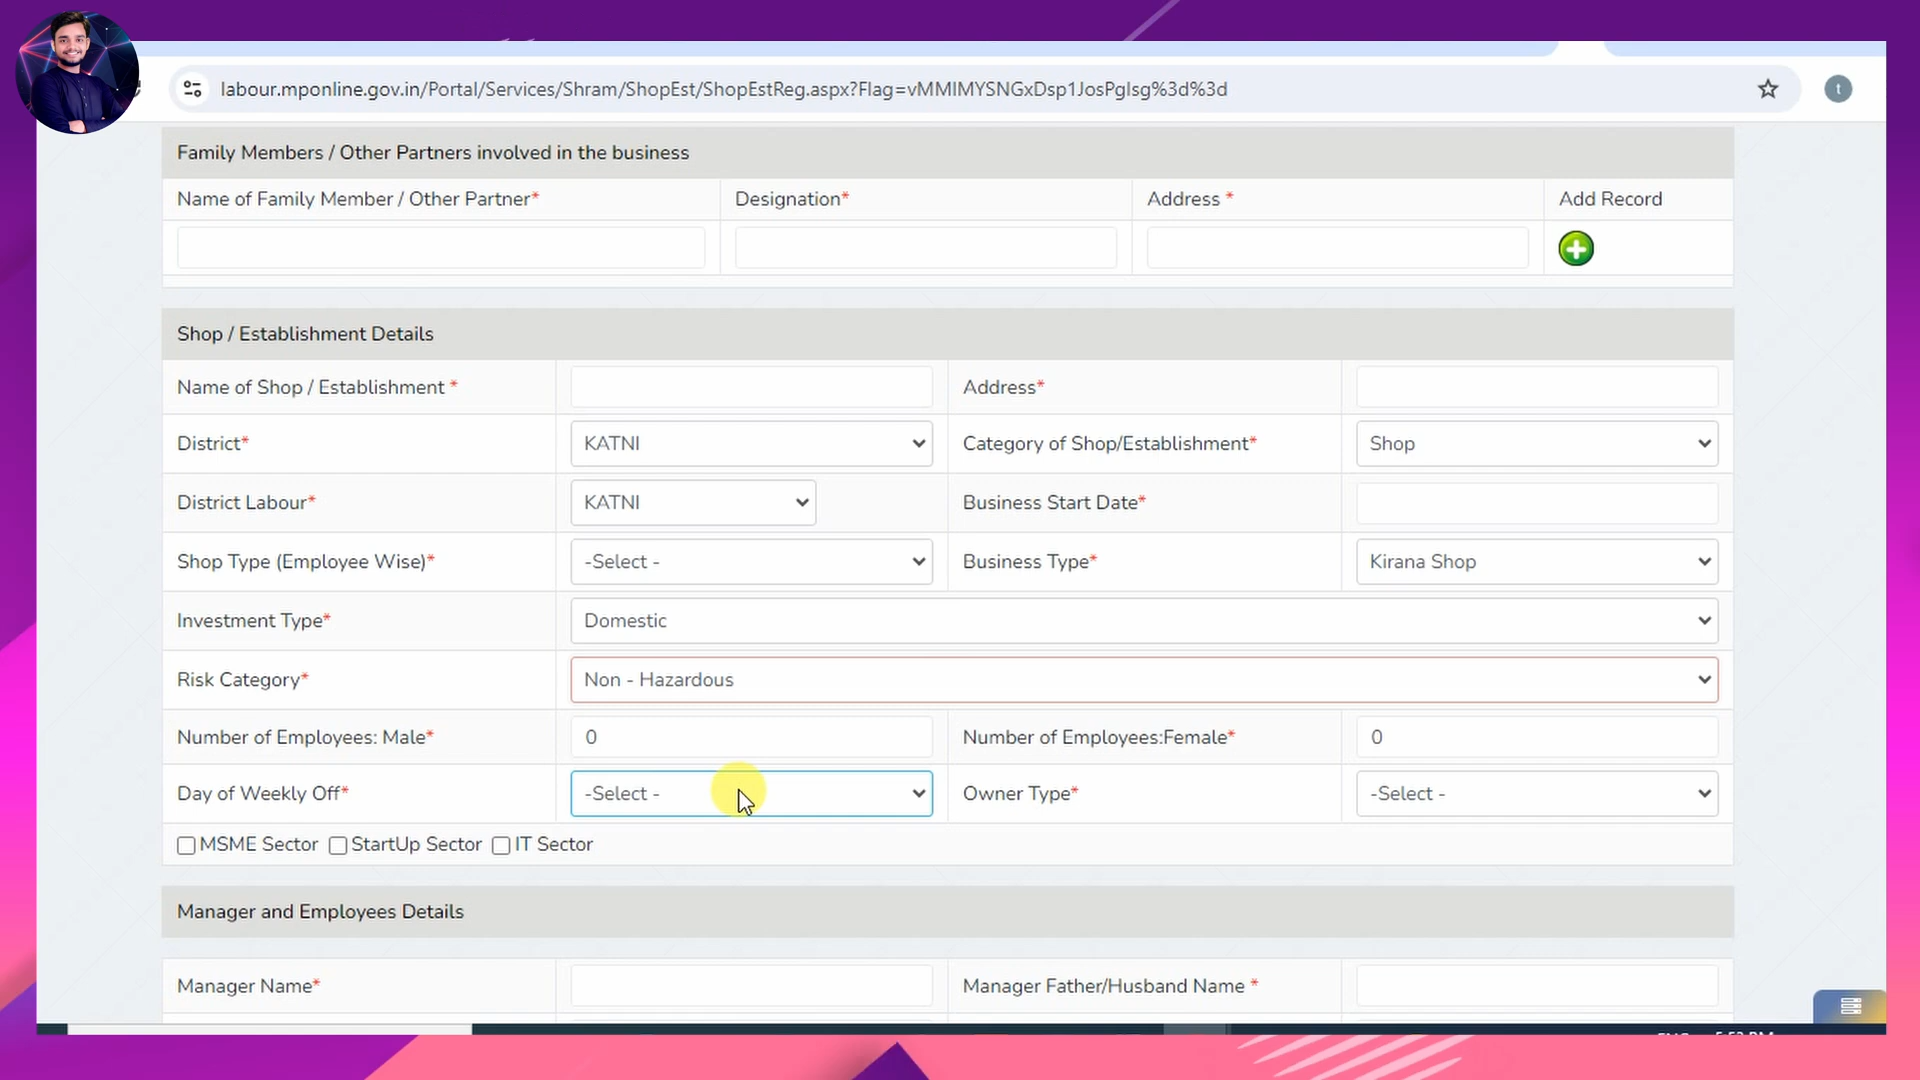 labour.mponline.gov.in/Portal/Services/Shram/ShopEst/ShopEstReg.aspx?Flag=vMMIMYSNGxDsp1JosPgIsg%3d%3d
t
Family Members / Other Partners involved in the business
Name of Family Member / Other Partner* Designation* Address * Add Record
Shop / Establishment Details
Name of Shop / Establishment * Address*
District* KATNI Category of Shop/Establishment* Shop
District Labour* KATNI Business Start Date*
Shop Type (Employee Wise)* -Select - Business Type* Kirana Shop
Investment Type* Domestic
Risk Category* Non - Hazardous
Number of Employees: Male* 0 Number of Employees:Female* 0
Day of Weekly Off* -Select - Owner Type* -Select -
MSME Sector StartUp Sector IT Sector
Manager and Employees Details
Manager Name* Manager Father/Husband Name *